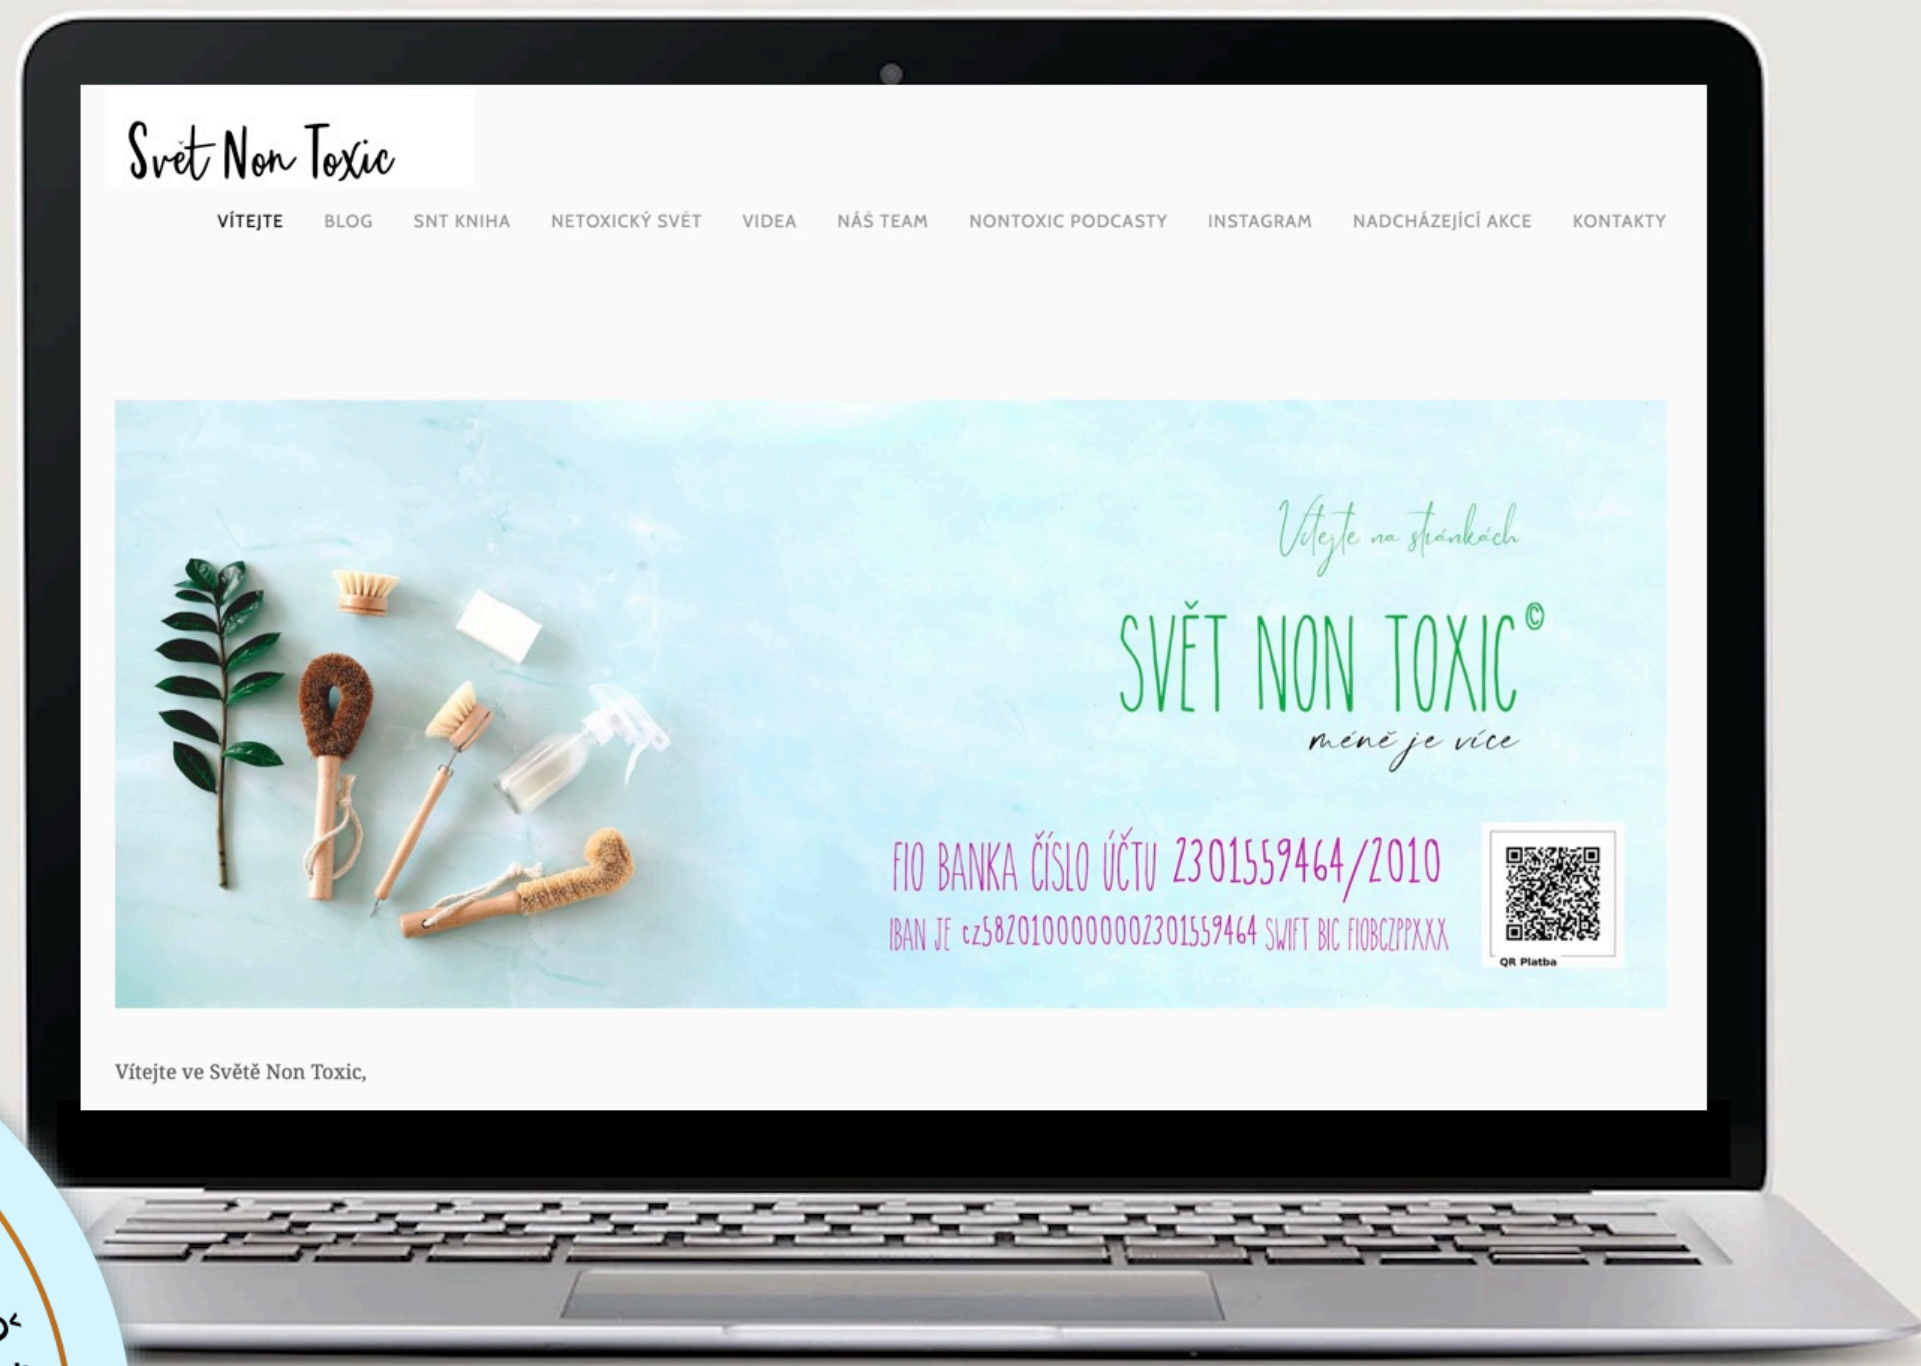 Svět Non Toxic
VÍTEJTE BLOG SNT KNIHA NETOXICKÝ SVĚT VIDEA NÁŠ TEAM NONTOXIC PODCASTY INSTAGRAM NADCHÁZEJÍCÍ AKCE KONTAKTY
Vítejte na stránkách
SVĚT NON TOXIC©
méně je více
FIO BANKA ČÍSLO ÚČTU 2301559464/2010
IBAN JE cz5820100000002301559464 SWIFT BIC FIOBCZPPXXX
QR Platba
Vítejte ve Světě Non Toxic,